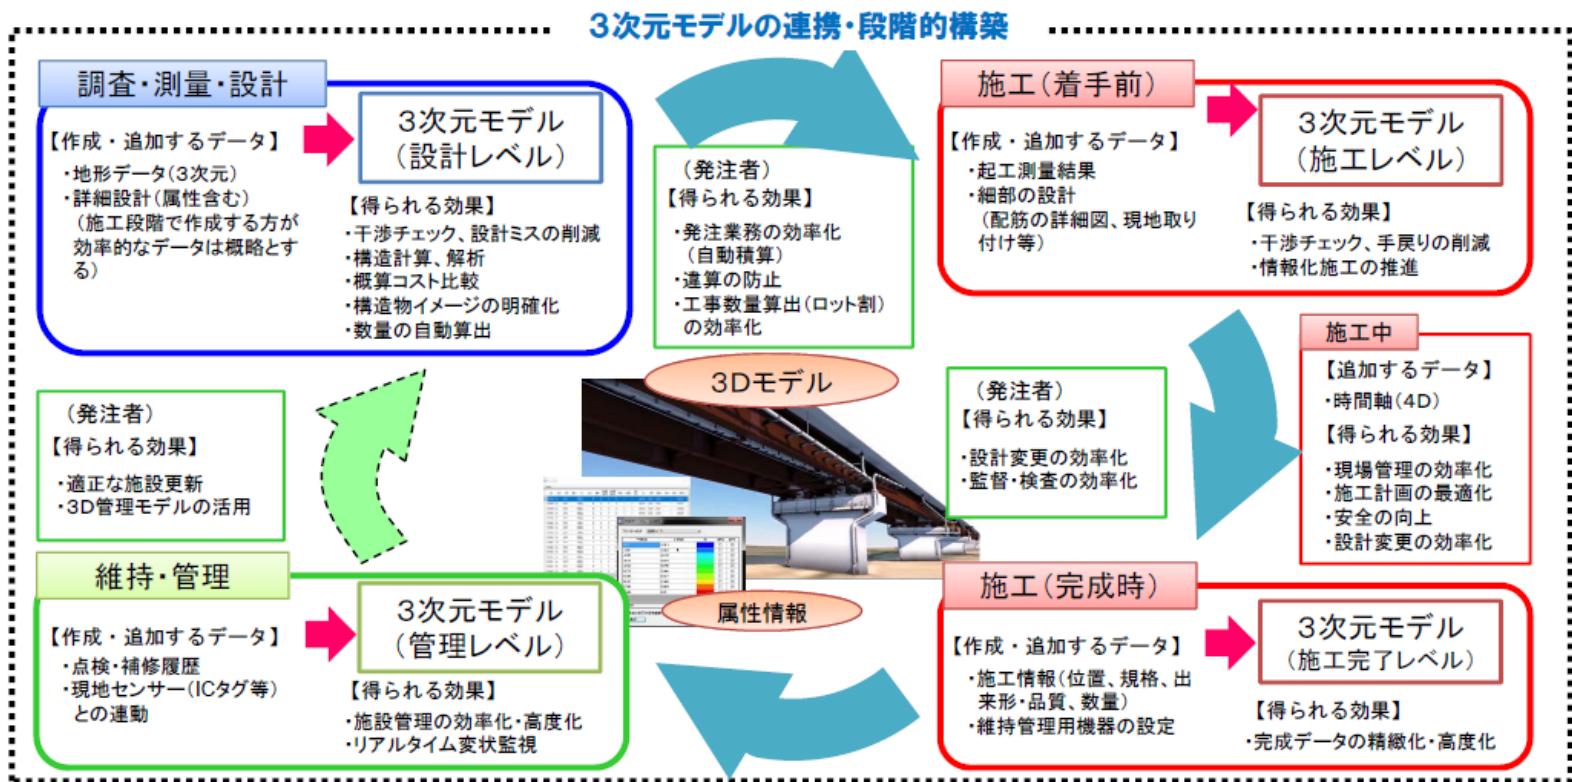 3次元モデルの連携・段階的構築
調査・測量・設計
【作成・追加するデータ】
・地形データ(3次元)
・詳細設計(属性含む)
(施工段階で作成する方が
効率的なデータは概略とす
る)
3次元モデル
(設計レベル)
【得られる効果】
・干渉チェック、設計ミスの削減
・構造計算、解析
・概算コスト比較
・構造物イメージの明確化
・数量の自動算出
(発注者)
【得られる効果】
・発注業務の効率化
(自動積算)
・違算の防止
・工事数量算出(ロット割)
の効率化
施工(着手前)
【作成・追加するデータ】
・起工測量結果
・細部の設計
(配筋の詳細図、現地取り
付け等)
3次元モデル
(施工レベル)
【得られる効果】
・干渉チェック、手戻りの削減
・情報化施工の推進
施工中
【追加するデータ】
・時間軸(4D)
【得られる効果】
・現場管理の効率化
・施工計画の最適化
・安全の向上
・設計変更の効率化
(発注者)
【得られる効果】
・設計変更の効率化
・監督・検査の効率化
3Dモデル
属性情報
(発注者)
【得られる効果】
・適正な施設更新
・3D管理モデルの活用
維持・管理
【作成・追加するデータ】
・点検・補修履歴
・現地センサー(ICタグ等)
との連動
3次元モデル
(管理レベル)
【得られる効果】
・施設管理の効率化・高度化
・リアルタイム変状監視
施工(完成時)
【作成・追加するデータ】
・施工情報(位置、規格、出
来形・品質、数量)
・維持管理用機器の設定
3次元モデル
(施工完了レベル)
【得られる効果】
・完成データの精緻化・高度化